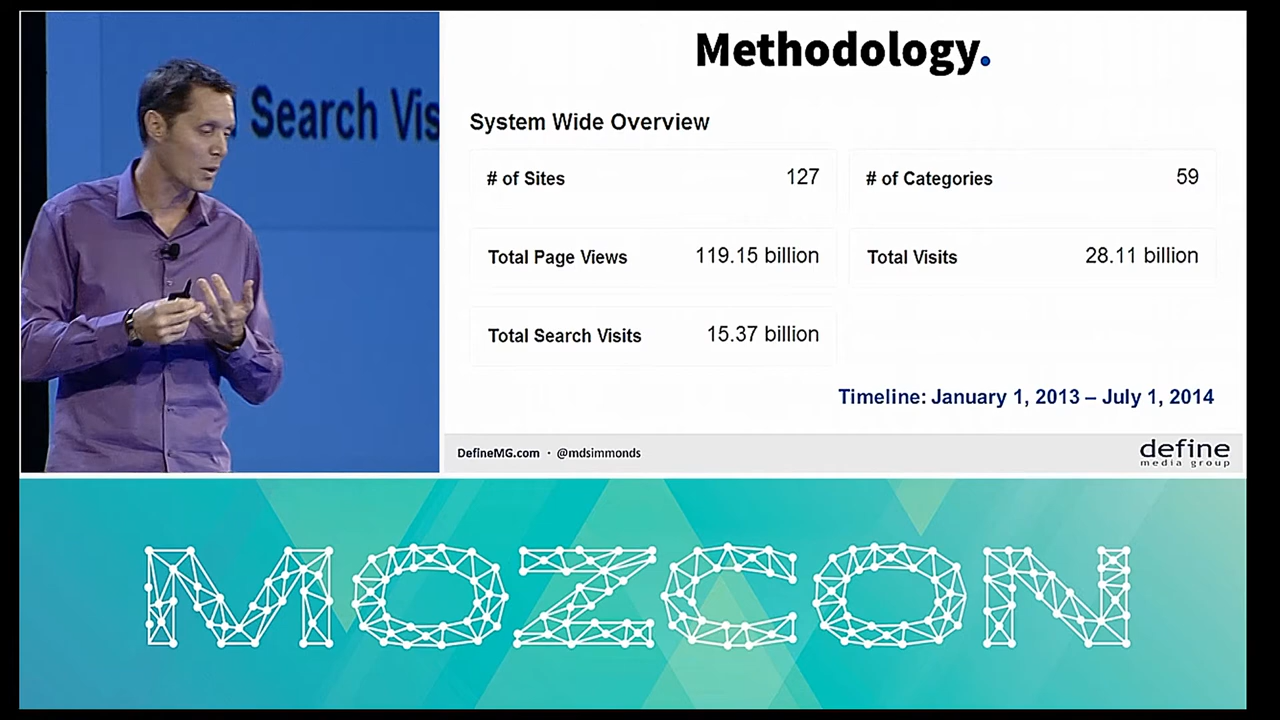 Search Vis
Methodology.
System Wide Overview
# of Sites 127
# of Categories 59
Total Page Views 119.15 billion
Total Visits 28.11 billion
Total Search Visits 15.37 billion
Timeline: January 1, 2013 – July 1, 2014
DefineMG.com · @mdsimmonds
define
media group
MOZCON